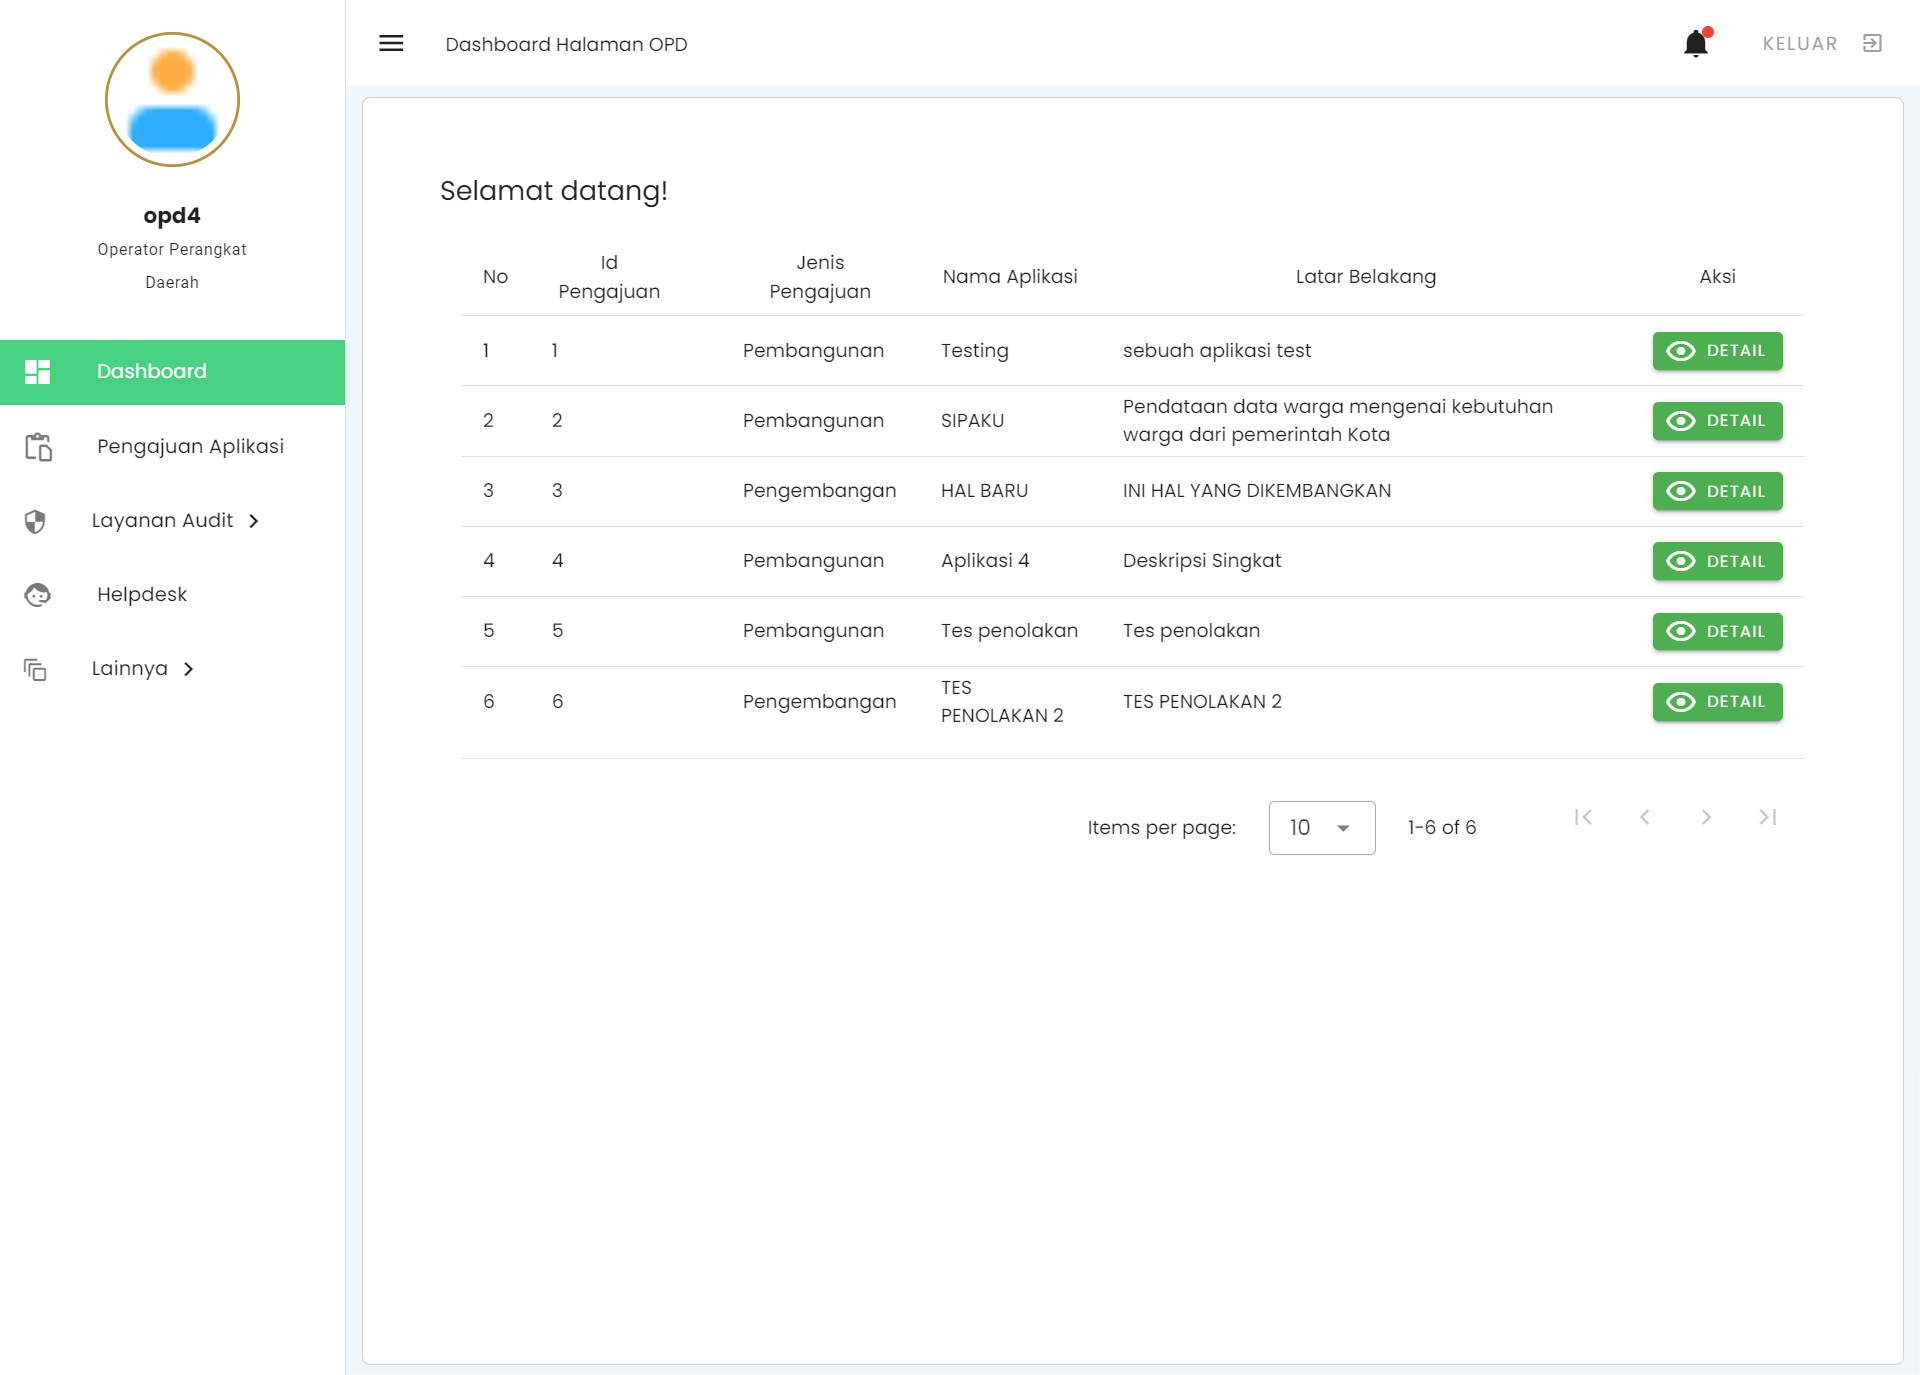 opd4
Operator Perangkat
Daerah
Dashboard
Pengajuan Aplikasi
Layanan Audit
Helpdesk
Lainnya
Dashboard Halaman OPD
KELUAR
Selamat datang!
No Id Pengajuan Jenis Pengajuan Nama Aplikasi Latar Belakang Aksi
1 1 Pembangunan Testing sebuah aplikasi test DETAIL
2 2 Pembangunan SIPAKU Pendataan data warga mengenai kebutuhan warga dari pemerintah Kota DETAIL
3 3 Pengembangan HAL BARU INI HAL YANG DIKEMBANGKAN DETAIL
4 4 Pembangunan Aplikasi 4 Deskripsi Singkat DETAIL
5 5 Pembangunan Tes penolakan Tes penolakan DETAIL
6 6 Pengembangan TES PENOLAKAN 2 TES PENOLAKAN 2 DETAIL
Items per page: 10 1-6 of 6